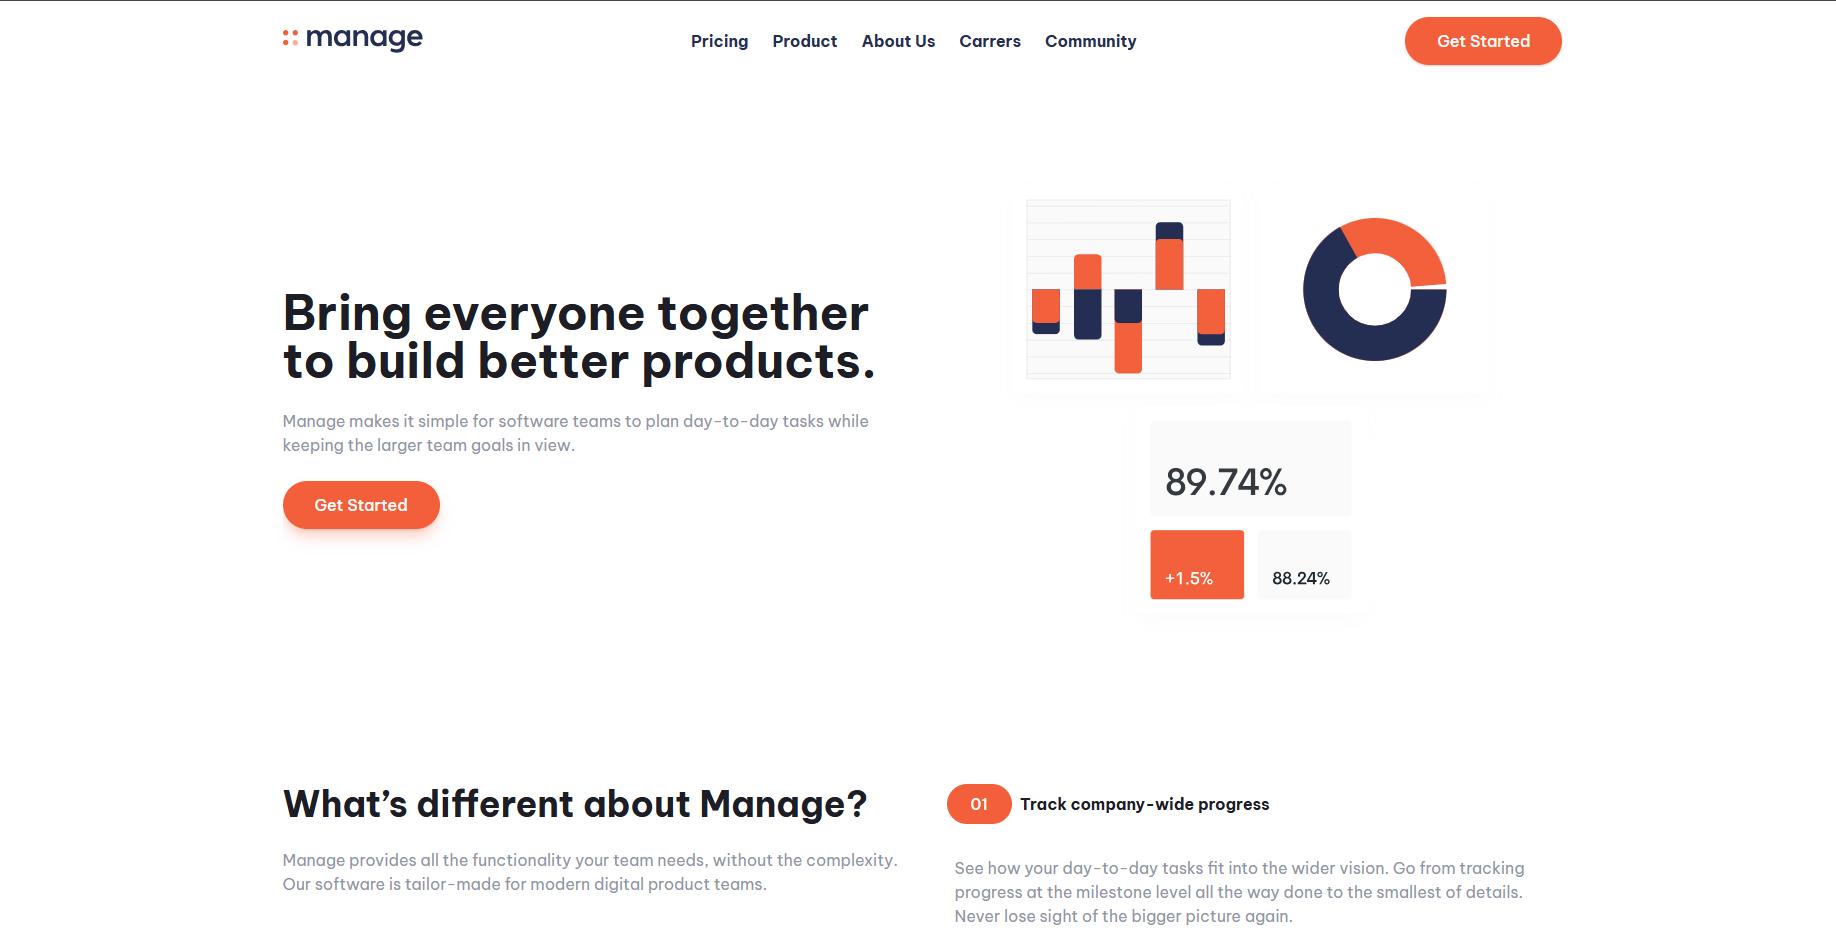 manage
Pricing Product About Us Carrers Community
Get Started
Bring everyone together
to build better products.
Manage makes it simple for software teams to plan day-to-day tasks while
keeping the larger team goals in view.
Get Started
89.74%
+1.5%
88.24%
What’s different about Manage?
Manage provides all the functionality your team needs, without the complexity.
Our software is tailor-made for modern digital product teams.
01 Track company-wide progress
See how your day-to-day tasks fit into the wider vision. Go from tracking
progress at the milestone level all the way done to the smallest of details.
Never lose sight of the bigger picture again.